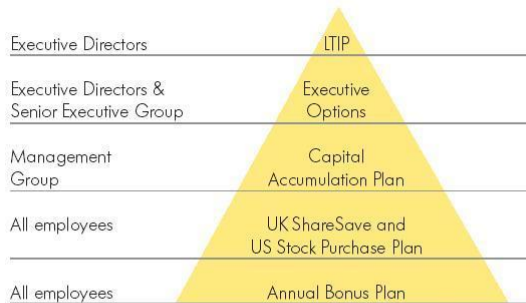 Executive Directors LTIP
Executive Directors & Executive
Senior Executive Group Options
Management Capital
Group Accumulation Plan
All employees UK ShareSave and
US Stock Purchase Plan
All employees Annual Bonus Plan